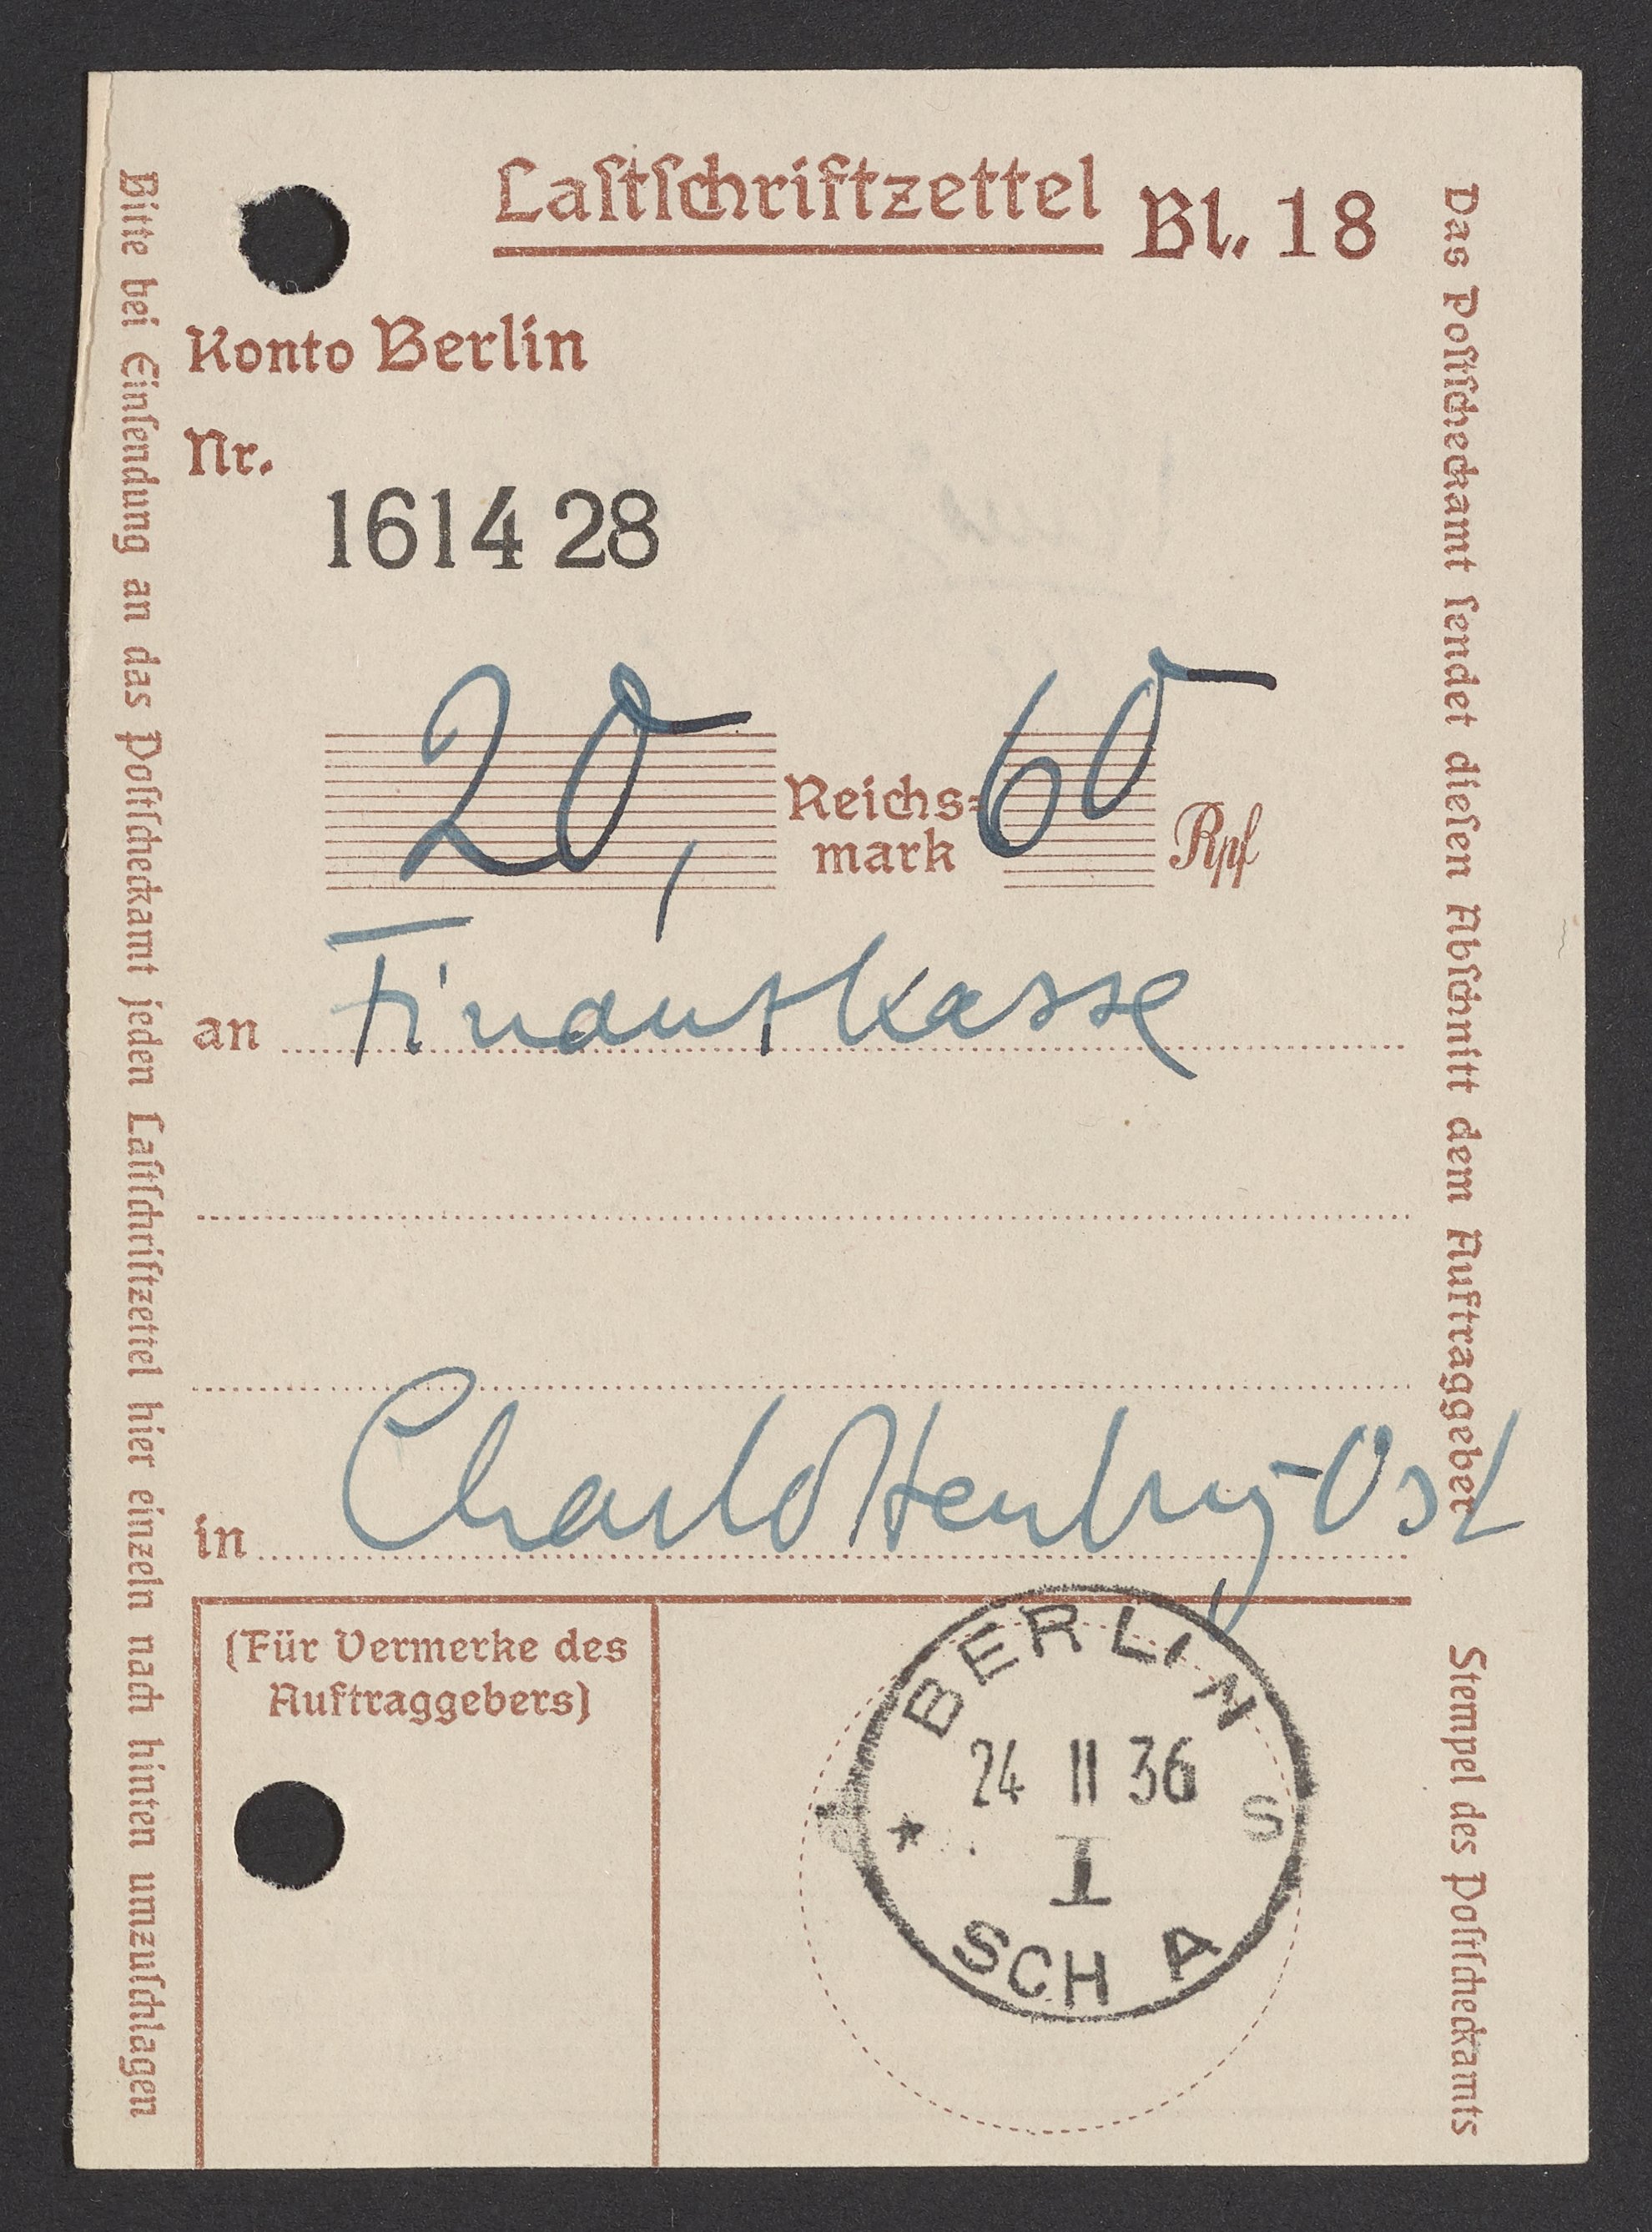 Laſtſchriftzettel Bl. 18
Konto Berlin
Nr.
1614 28
20, Reichs=
mark 60 Rpf
an Finanzkasse
in Charlottenburg-Ost
(Für Vermerke des
Auftraggebers)
BERLIN
24 II 36
* S
I
SCH A
Bitte bei Einſendung an das Poſtſcheckamt jeden Laſtſchriftzettel hier einzeln nach hinten umzuſchlagen
Das Poſtſcheckamt ſendet dieſen Abſchnitt dem Auftraggeber
Stempel des Poſtſcheckamts